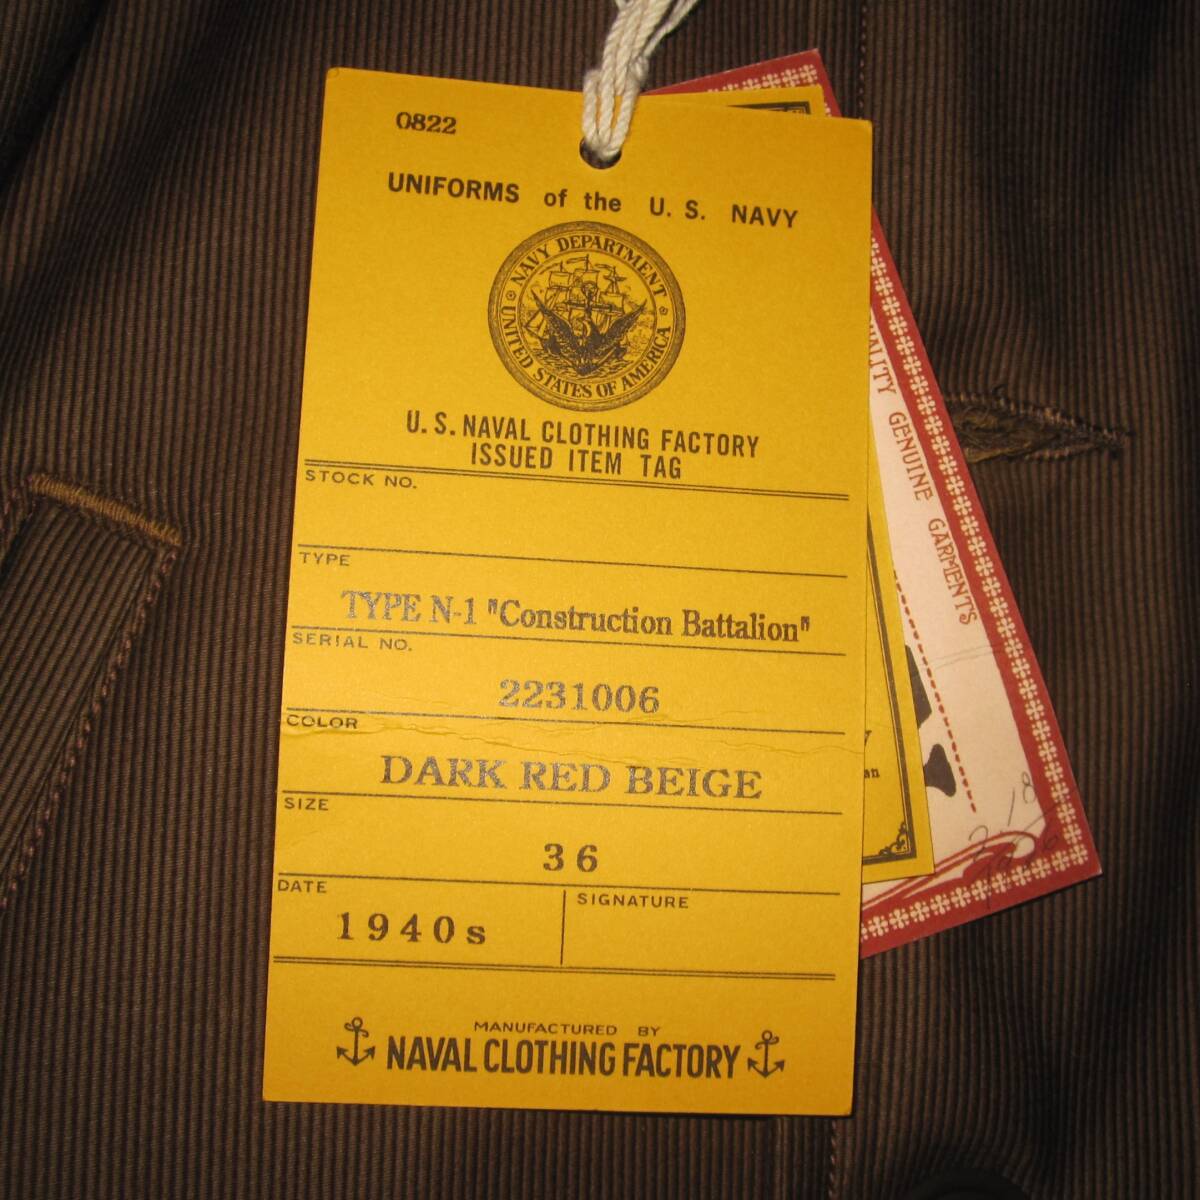 0822
UNIFORMS of the U. S. NAVY
NAVY DEPARTMENT
UNITED STATES OF AMERICA
U. S. NAVAL CLOTHING FACTORY
ISSUED ITEM TAG
STOCK NO.
TYPE
TYPE N-1 "Construction Battalion"
SERIAL NO.
2231006
COLOR
DARK RED BEIGE
SIZE
36
DATE
1940s
SIGNATURE
MANUFACTURED BY
NAVAL CLOTHING FACTORY
GENUINE GARMENTS